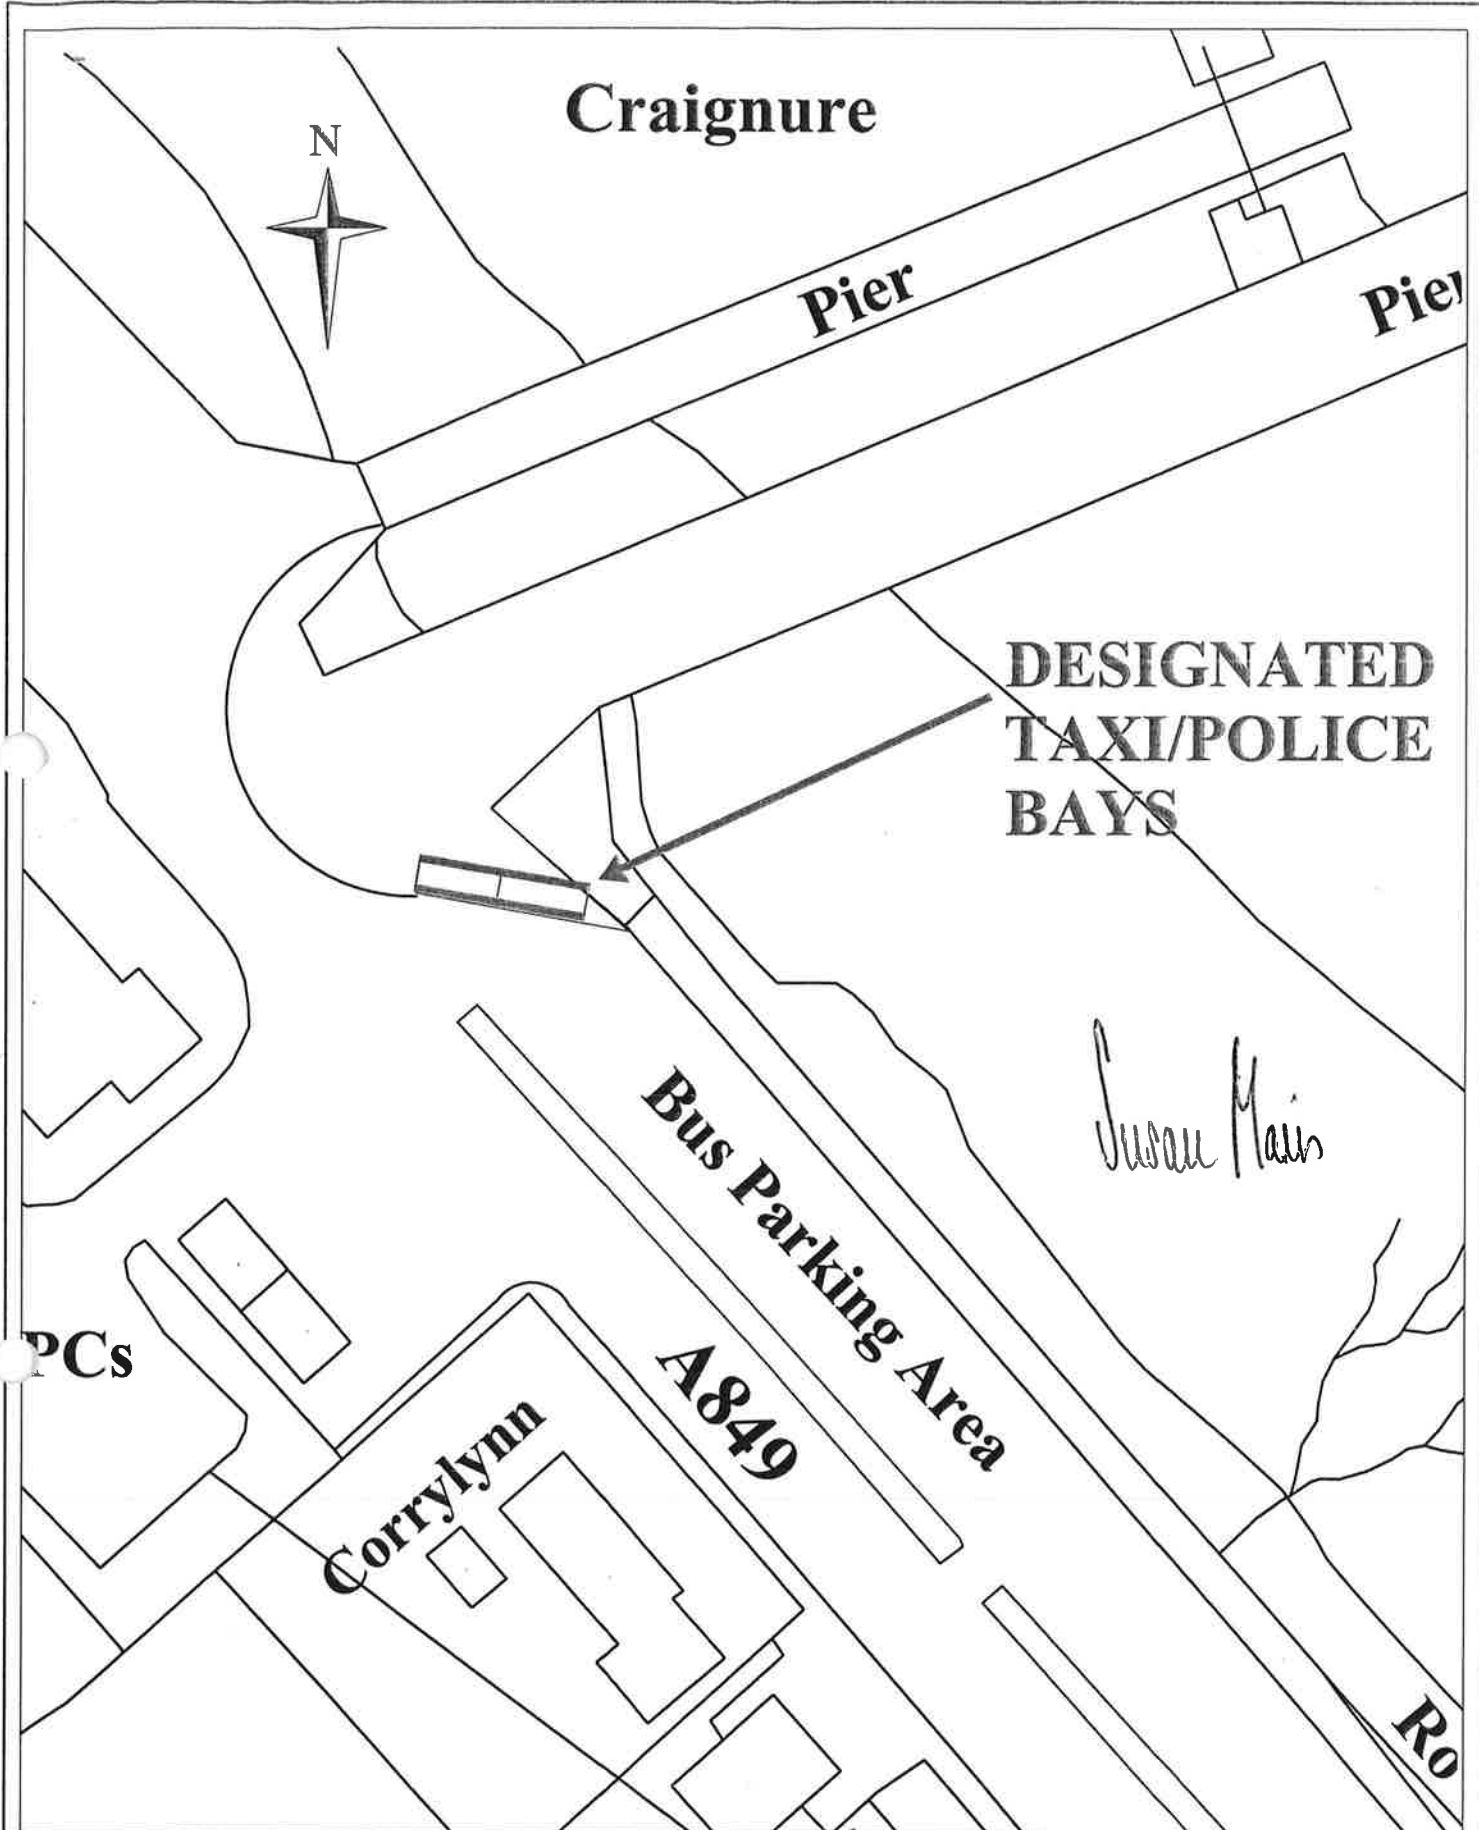 Craignure
N
Pier
Pier
DESIGNATED
TAXI/POLICE
BAYS
Bus Parking Area
Susan Mair
PCs
A849
Corrylynn
Ro